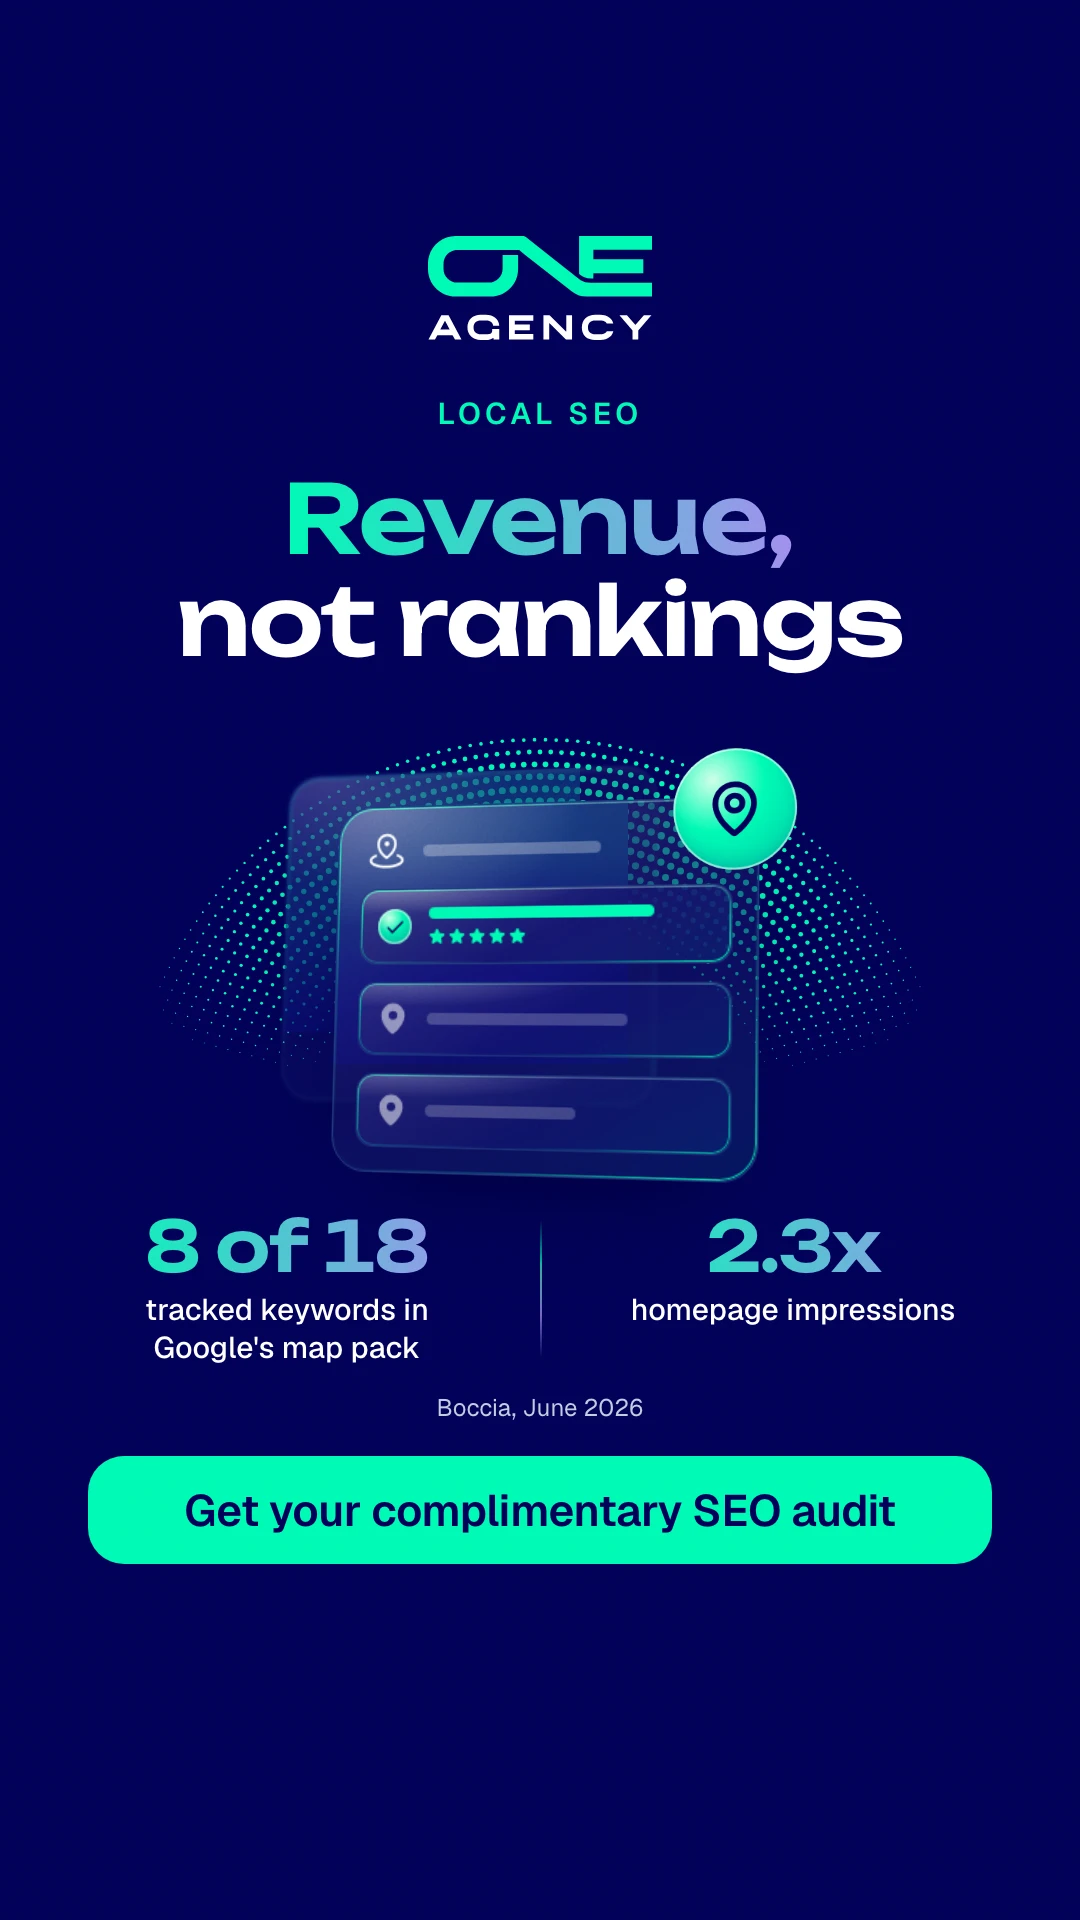 ONE
AGENCY
LOCAL SEO
Revenue,
not rankings
8 of 18
tracked keywords in
Google's map pack
2.3x
homepage impressions
Boccia, June 2026
Get your complimentary SEO audit